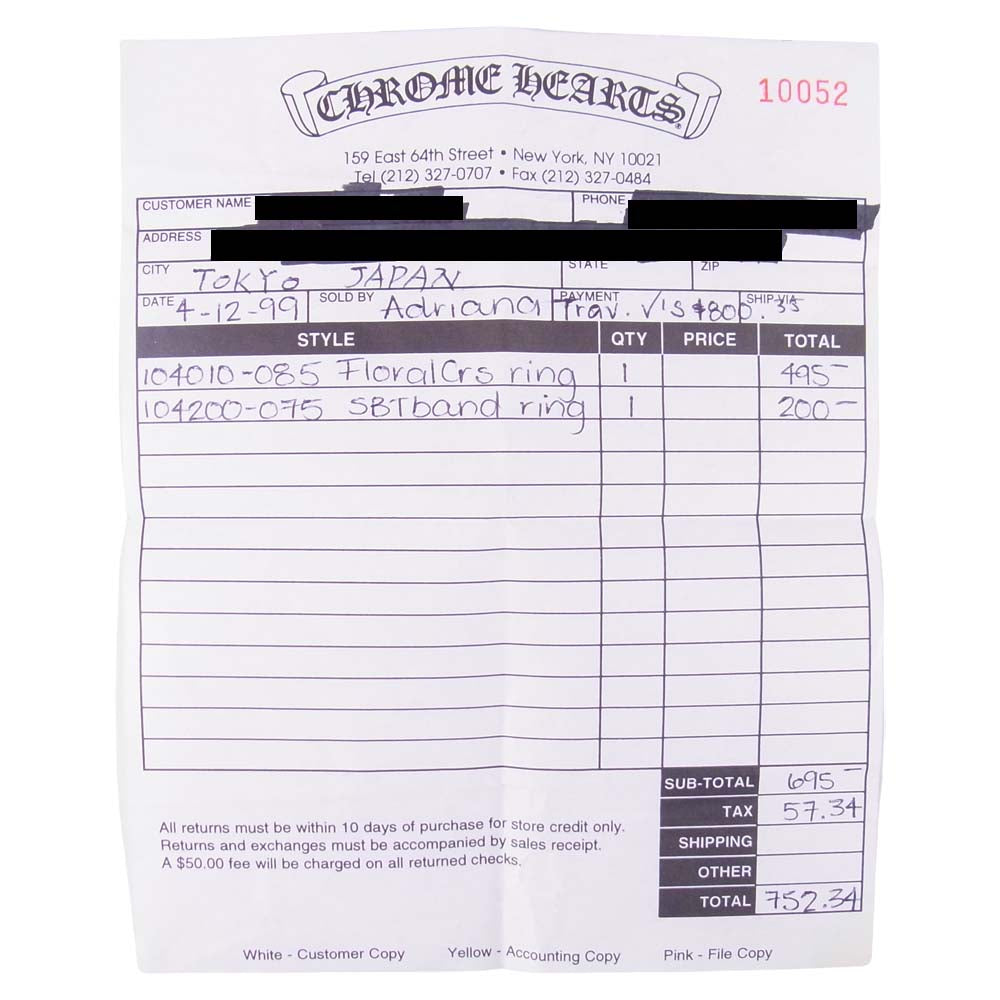 CHROME HEARTS®
10052
159 East 64th Street • New York, NY 10021
Tel (212) 327-0707 • Fax (212) 327-0484
CUSTOMER NAME PHONE
ADDRESS
CITY TOKYO JAPAN STATE ZIP
DATE 4-12-99 SOLD BY Adriana PAYMENT Trav. √'s $800. SHIP VIA
STYLE QTY PRICE TOTAL
104010-085 Floral Crs ring 1 495-
104200-075 SBT band ring 1 200-
SUB-TOTAL 695-
TAX 57.34
SHIPPING
OTHER
TOTAL 752.34
All returns must be within 10 days of purchase for store credit only.
Returns and exchanges must be accompanied by sales receipt.
A $50.00 fee will be charged on all returned checks.
White - Customer Copy Yellow - Accounting Copy Pink - File Copy